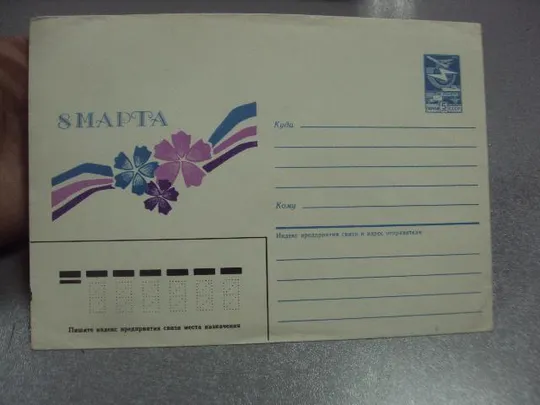 8 МАРТА
Куда
Кому
Индекс предприятия связи и адрес отправителя
Пишите индекс предприятия связи места назначения